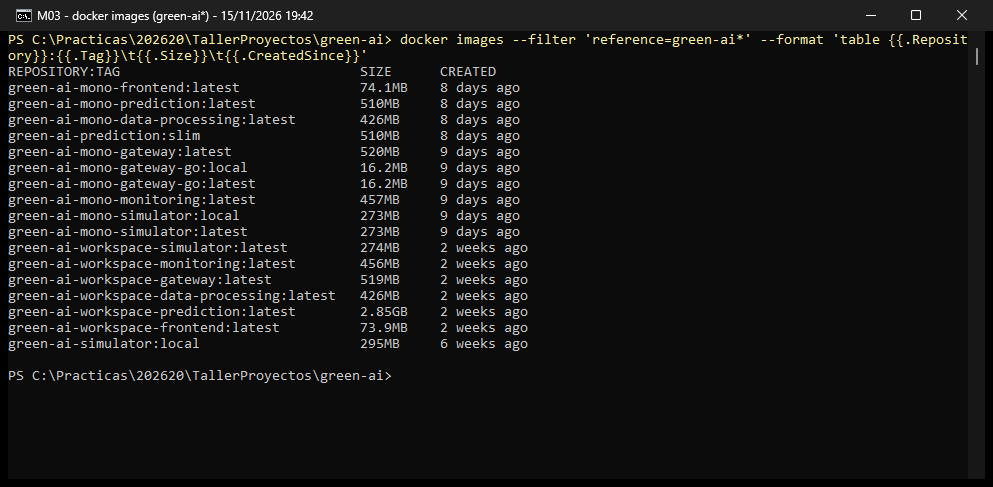 M03 - docker images (green-ai*) - 15/11/2026 19:42
PS C:\Practicas\202620\TallerProyectos\green-ai> docker images --filter 'reference=green-ai*' --format 'table {{.Reposit
ory}}:{{.Tag}}\t{{.Size}}\t{{.CreatedSince}}'
REPOSITORY:TAG SIZE CREATED
green-ai-mono-frontend:latest 74.1MB 8 days ago
green-ai-mono-prediction:latest 510MB 8 days ago
green-ai-mono-data-processing:latest 426MB 8 days ago
green-ai-prediction:slim 510MB 8 days ago
green-ai-mono-gateway:latest 520MB 9 days ago
green-ai-mono-gateway-go:local 16.2MB 9 days ago
green-ai-mono-gateway-go:latest 16.2MB 9 days ago
green-ai-mono-monitoring:latest 457MB 9 days ago
green-ai-mono-simulator:local 273MB 9 days ago
green-ai-mono-simulator:latest 273MB 9 days ago
green-ai-workspace-simulator:latest 274MB 2 weeks ago
green-ai-workspace-monitoring:latest 456MB 2 weeks ago
green-ai-workspace-gateway:latest 519MB 2 weeks ago
green-ai-workspace-data-processing:latest 426MB 2 weeks ago
green-ai-workspace-prediction:latest 2.85GB 2 weeks ago
green-ai-workspace-frontend:latest 73.9MB 2 weeks ago
green-ai-simulator:local 295MB 6 weeks ago
PS C:\Practicas\202620\TallerProyectos\green-ai>